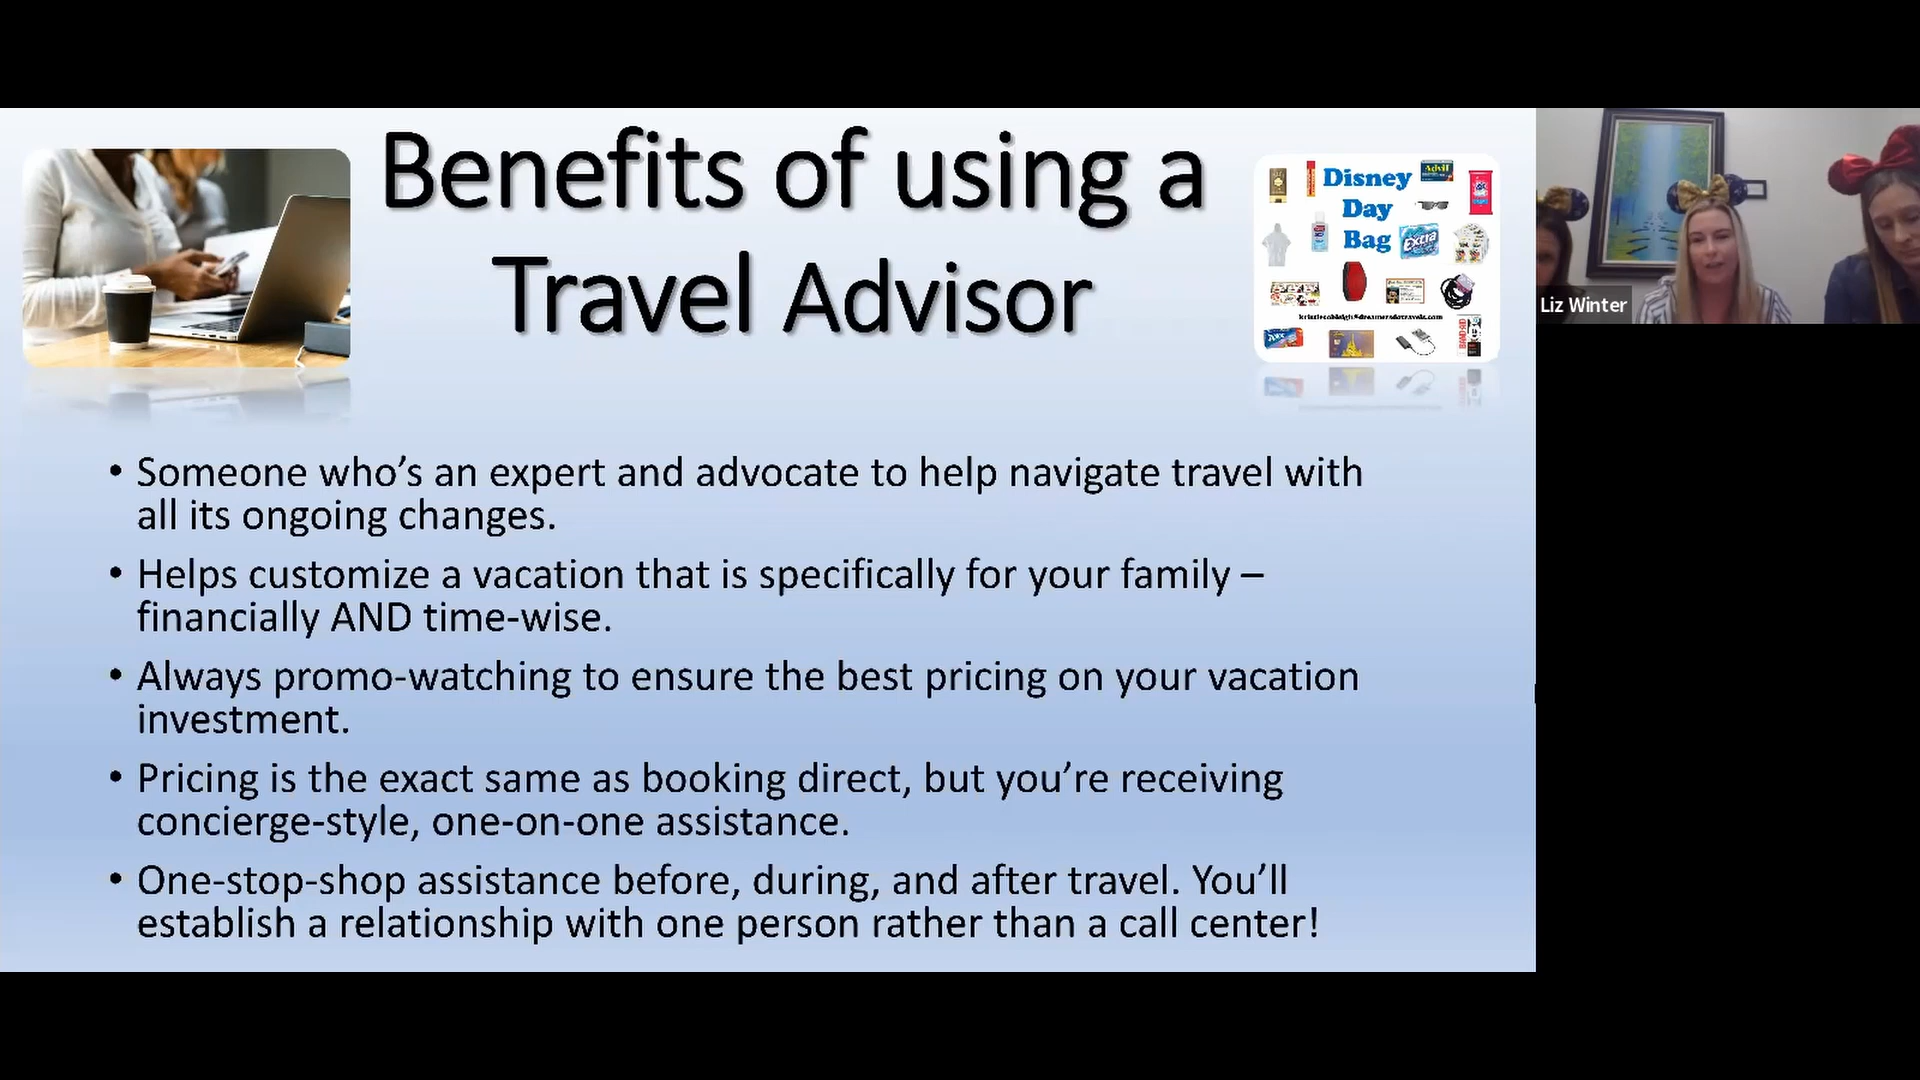 Benefits of using a
Travel Advisor
Disney
Day
Bag
Advil
Extra
BAND-AID
Liz Winter
• Someone who’s an expert and advocate to help navigate travel with
all its ongoing changes.
• Helps customize a vacation that is specifically for your family –
financially AND time-wise.
• Always promo-watching to ensure the best pricing on your vacation
investment.
• Pricing is the exact same as booking direct, but you’re receiving
concierge-style, one-on-one assistance.
• One-stop-shop assistance before, during, and after travel. You’ll
establish a relationship with one person rather than a call center!